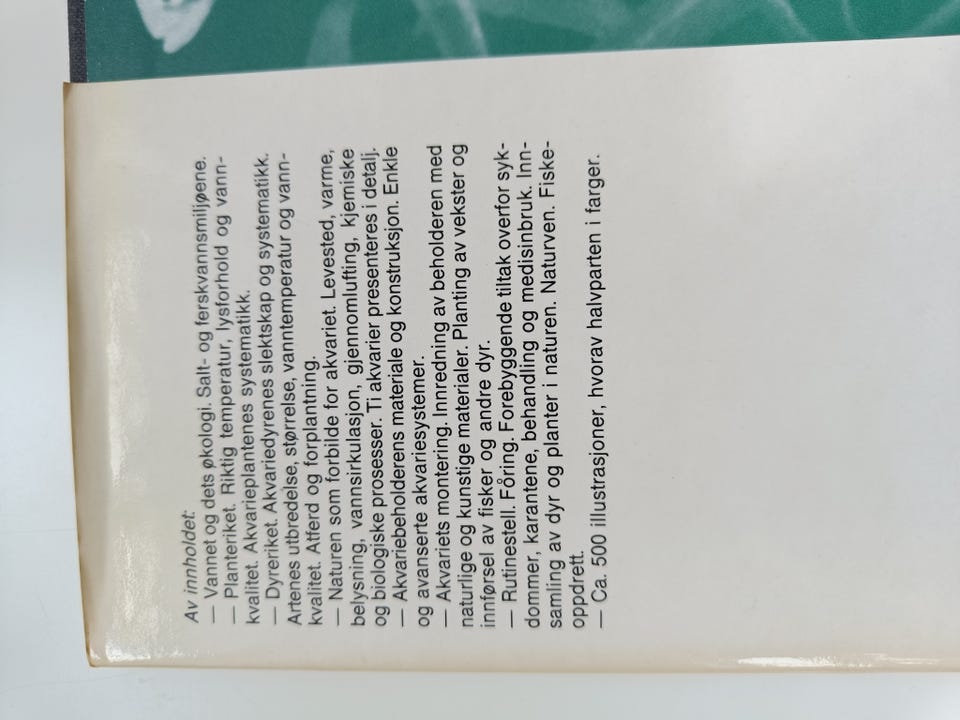 Av innholdet:
— Vannet og dets økologi. Salt- og ferskvannsmiljøene.
— Planteriket. Riktig temperatur, lysforhold og vann-
kvalitet. Akvarieplantenes systematikk.
— Dyreriket. Akvariedyrenes slektskap og systematikk.
Artenes utbredelse, størrelse, vanntemperatur og vann-
kvalitet. Atferd og forplantning.
— Naturen som forbilde for akvariet. Levested, varme,
belysning, vannsirkulasjon, gjennomlufting, kjemiske
og biologiske prosesser. Ti akvarier presenteres i detalj.
— Akvariebeholderens materiale og konstruksjon. Enkle
og avanserte akvariesystemer.
— Akvariets montering. Innredning av beholderen med
naturlige og kunstige materialer. Planting av vekster og
innførsel av fisker og andre dyr.
— Rutinestell. Fôring. Forebyggende tiltak overfor syk-
dommer, karantene, behandling og medisinbruk. Inn-
samling av dyr og planter i naturen. Naturven. Fiske-
oppdrett.
— Ca. 500 illustrasjoner, hvorav halvparten i farger.